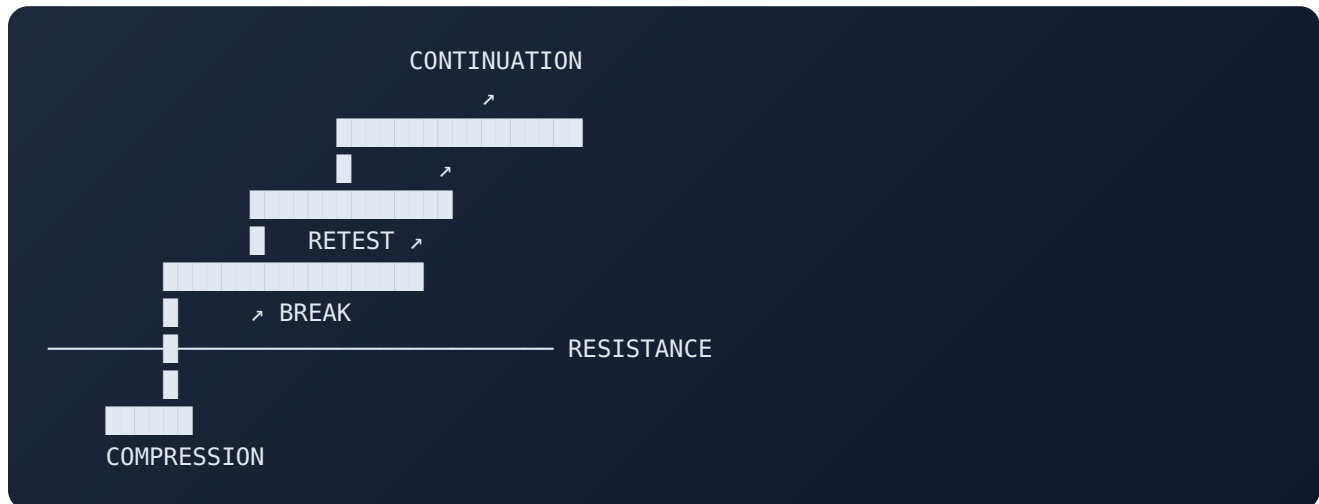 CONTINUATION
↗
↗
RETEST ↗
↗ BREAK
RESISTANCE
COMPRESSION